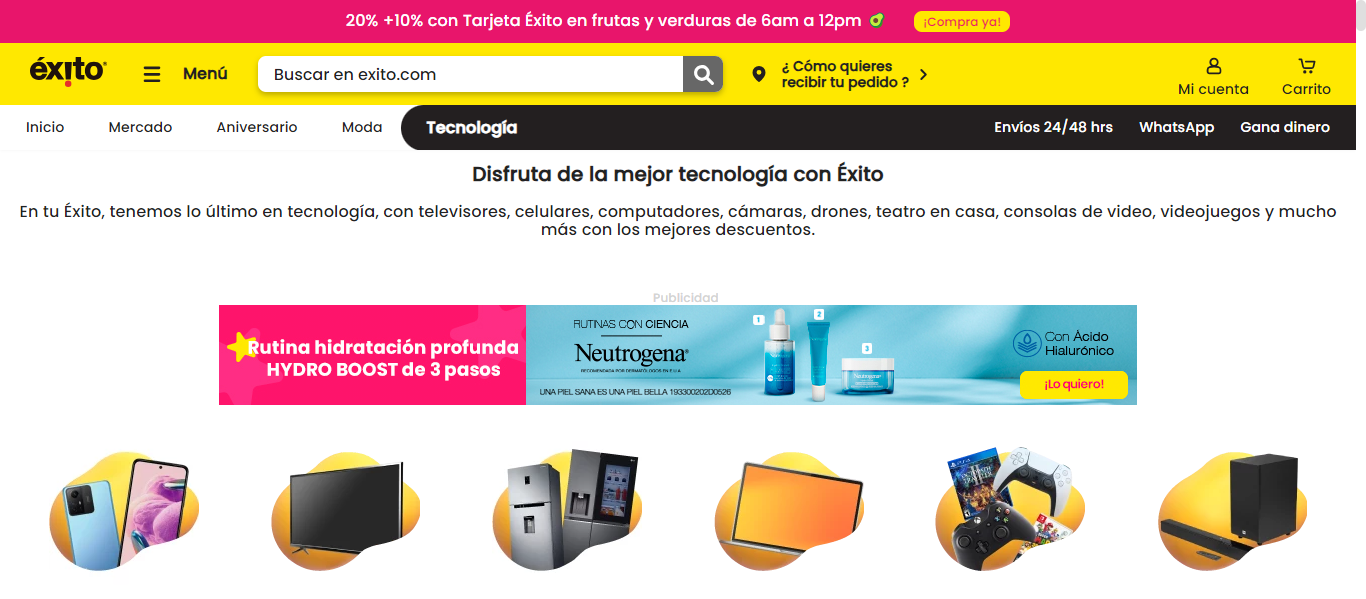 20% +10% con Tarjeta Éxito en frutas y verduras de 6am a 12pm
¡Compra ya!
éxito
Menú
Buscar en exito.com
¿ Cómo quieres
recibir tu pedido ?
Mi cuenta
Carrito
Inicio
Mercado
Aniversario
Moda
Tecnología
Envíos 24/48 hrs
WhatsApp
Gana dinero
Disfruta de la mejor tecnología con Éxito
En tu Éxito, tenemos lo último en tecnología, con televisores, celulares, computadores, cámaras, drones, teatro en casa, consolas de video, videojuegos y mucho
más con los mejores descuentos.
Publicidad
Rutina hidratación profunda
HYDRO BOOST de 3 pasos
RUTINAS CON CIENCIA
Neutrogena®
RECOMENDADA POR DERMATÓLOGOS EN E.U.A.
UNA PIEL SANA ES UNA PIEL BELLA 193300202D0526
1
2
3
Con Ácido
Hialurónico
¡Lo quiero!